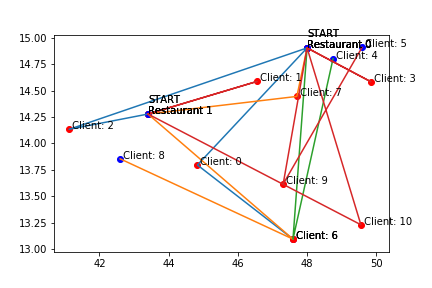 START
Restaurant 0
Client: 5
Client: 4
Client: 3
Client: 1
Client: 7
START
Restaurant 1
Client: 2
Client: 8
Client: 0
Client: 9
Client: 10
Client: 6
15.00
14.75
14.50
14.25
14.00
13.75
13.50
13.25
13.00
42
44
46
48
50